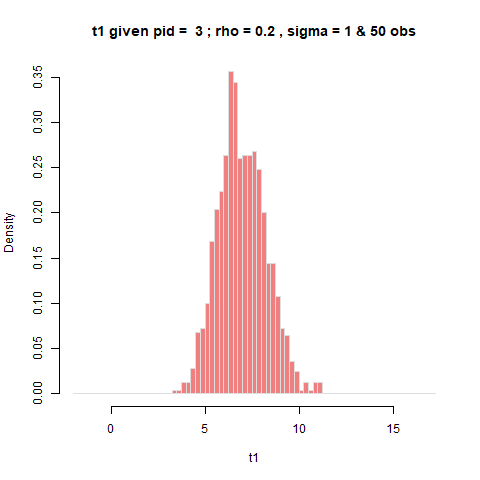 t1 given pid =  3 ; rho = 0.2 , sigma = 1 & 50 obs
Density
0.35
0.30
0.25
0.20
0.15
0.10
0.05
0.00
0 5 10 15
t1